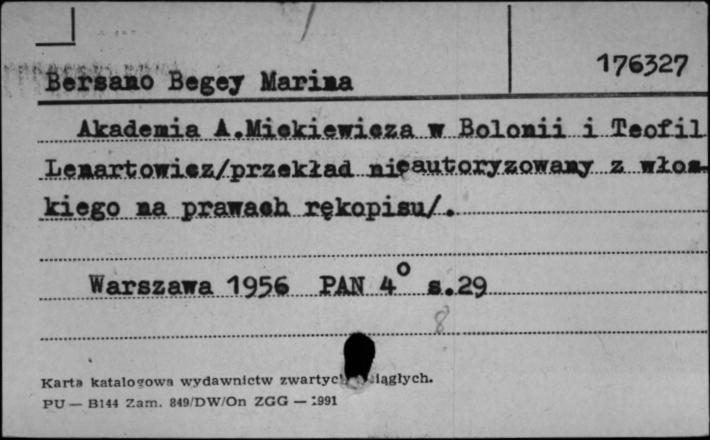 176327
Bersano Begey Marina
Akademia A.Mickiewicza w Bolonii i Teofil
Lenartowicz/przekład nieautoryzowany z włos-
kiego na prawach rękopisu/.
Warszawa 1956 PAN 4° s.29
8
Karta katalogowa wydawnictw zwartych ciągłych.
PU — B144 Zam. 849/DW/On ZGG — 1991